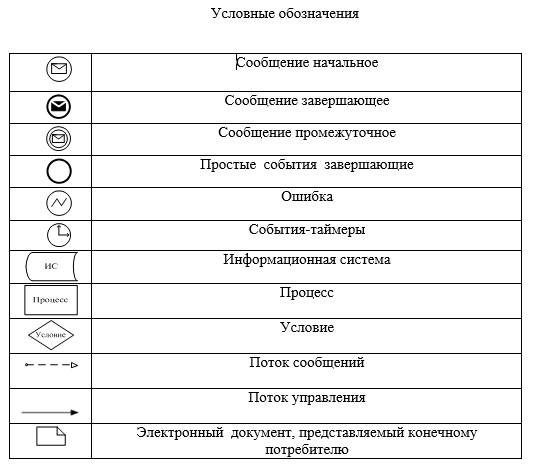 Условные обозначения
Сообщение начальное
Сообщение завершающее
Сообщение промежуточное
Простые события завершающие
Ошибка
События-таймеры
ИС
Информационная система
Процесс
Процесс
Условие
Условие
Поток сообщений
Поток управления
Электронный документ, представляемый конечному
потребителю